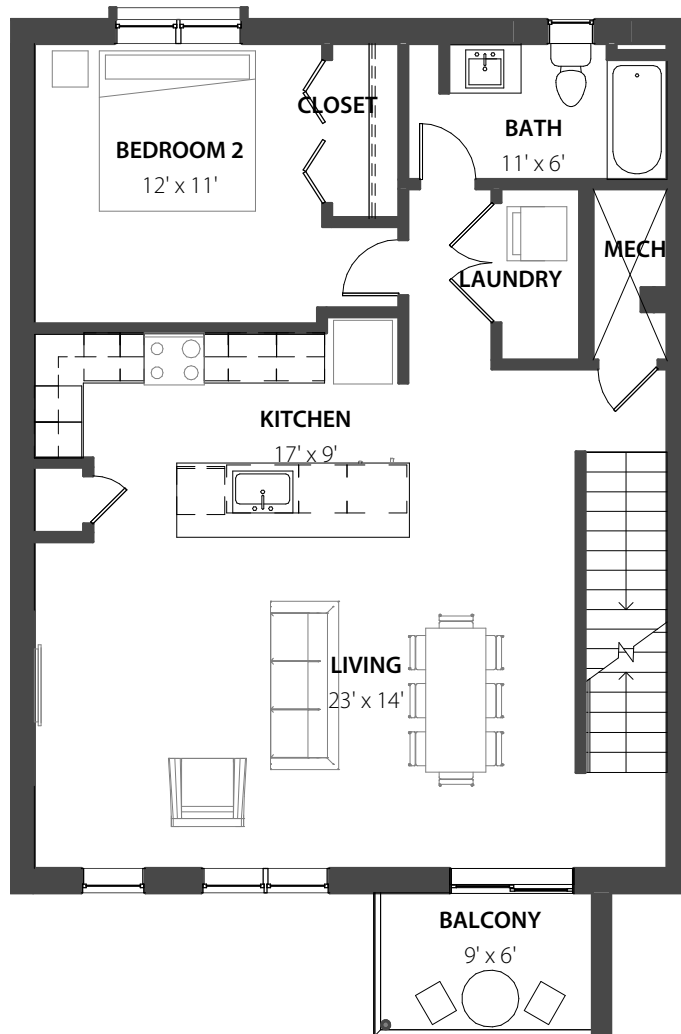 CLOSET
BEDROOM 2
12' x 11'
BATH
11' x 6'
MECH
LAUNDRY
KITCHEN
17' x 9'
LIVING
23' x 14'
BALCONY
9' x 6'